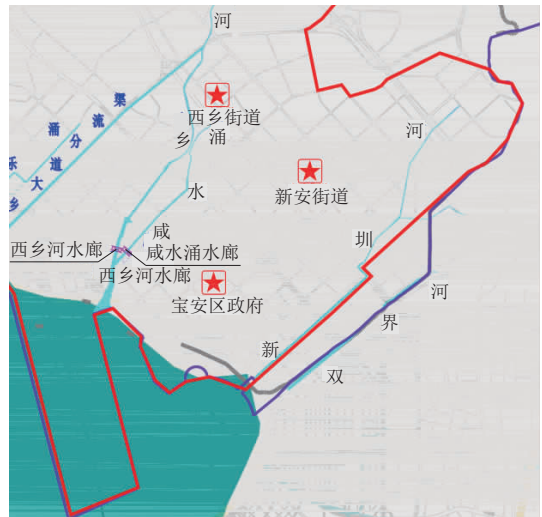 河
渠
流
分
涌
西乡街道
乡
涌
道
大
乡
乐
河
水
新安街道
咸
圳
西乡河水廊
咸水涌水廊
西乡河水廊
宝安区政府
河
界
新
双